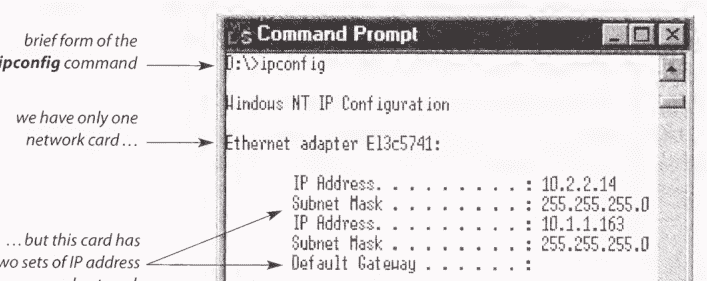 brief form of the
ipconfig command
we have only one
network card...
...but this card has
sets of IP address
Command Prompt
D:\>ipconfig
Windows NT IP Configuration
Ethernet adapter El3c5741:
IP Address. . . . . . . . . : 10.2.2.14
Subnet Mask . . . . . . . . : 255.255.255.0
IP Address. . . . . . . . . : 10.1.1.163
Subnet Mask . . . . . . . . : 255.255.255.0
Default Gateway . . . . . . :